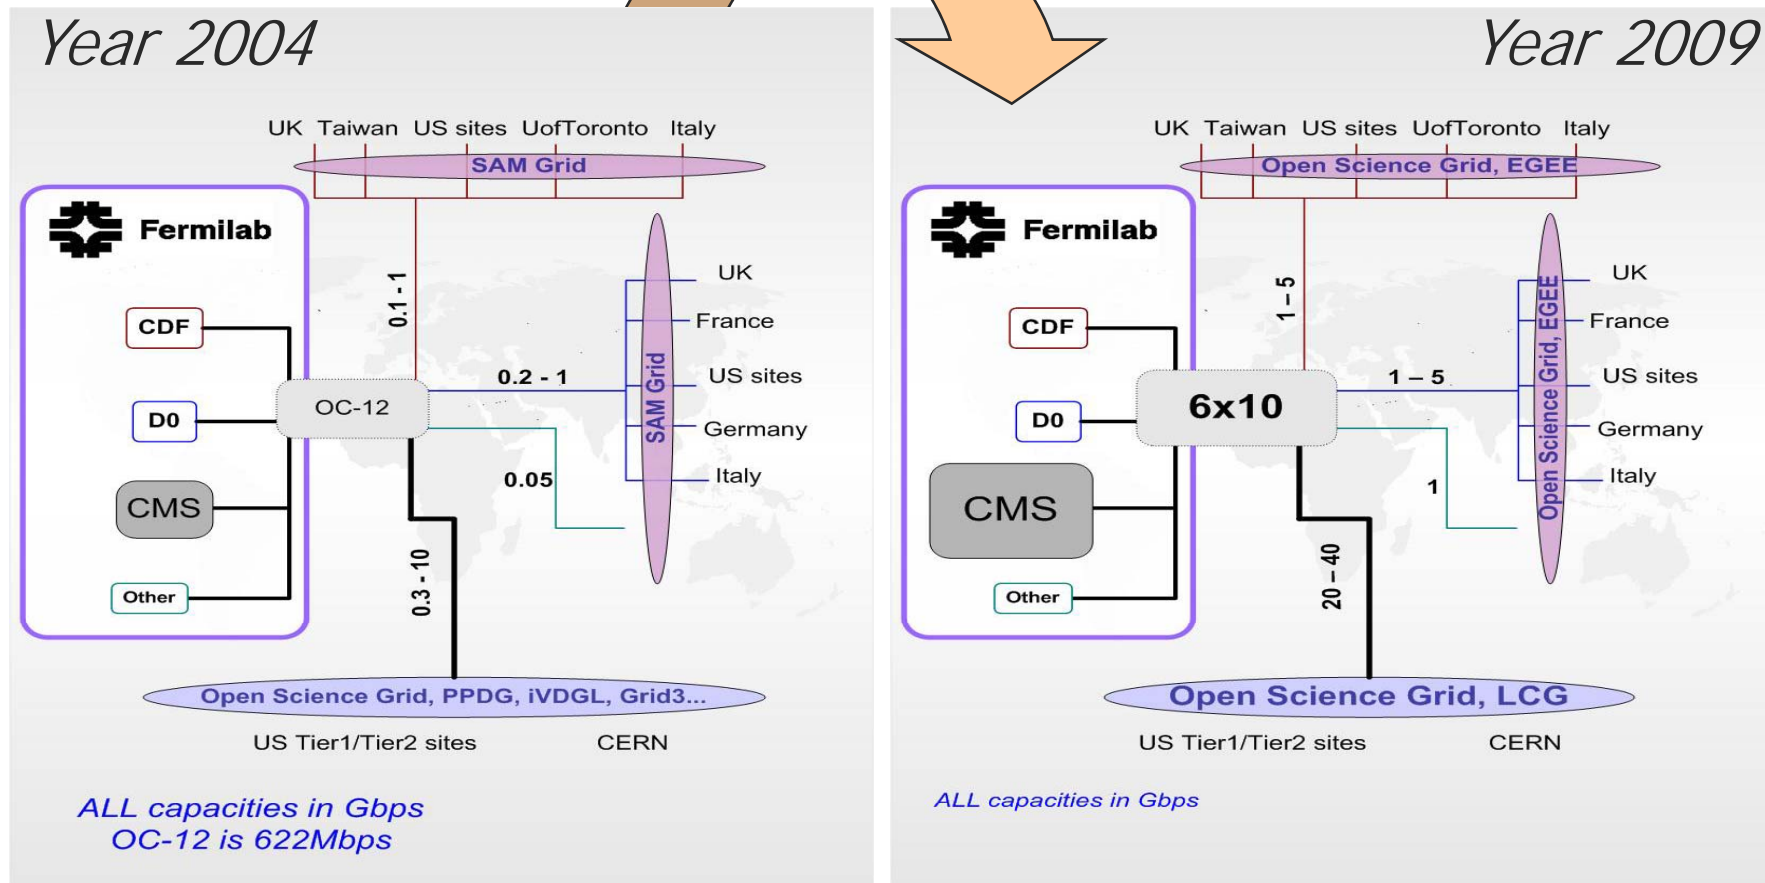 Year 2004
UK Taiwan US sites UofToronto Italy
SAM Grid
Fermilab
0.1 - 1
UK
CDF
France
0.2 - 1
US sites
OC-12
SAM Grid
D0
Germany
0.05
Italy
CMS
0.3 - 10
Other
Open Science Grid, PPDG, iVDGL, Grid3...
US Tier1/Tier2 sites CERN
ALL capacities in Gbps
OC-12 is 622Mbps
Year 2009
UK Taiwan US sites UofToronto Italy
Open Science Grid, EGEE
Fermilab
1 – 5
UK
CDF
France
1 – 5
US sites
6x10
Open Science Grid, EGEE
D0
Germany
1
Italy
CMS
20 – 40
Other
Open Science Grid, LCG
US Tier1/Tier2 sites CERN
ALL capacities in Gbps